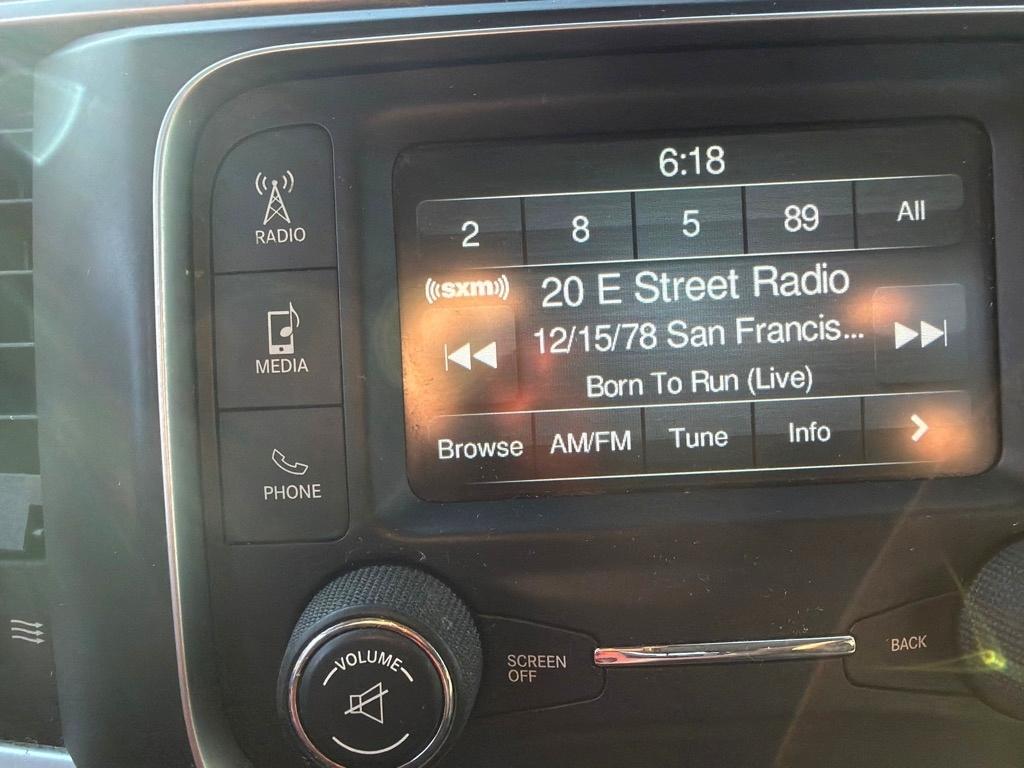 6:18
2 8 5 89 All
((sxm)) 20 E Street Radio
12/15/78 San Francis...
Born To Run (Live)
Browse AM/FM Tune Info
RADIO
MEDIA
PHONE
VOLUME
SCREEN
OFF
BACK